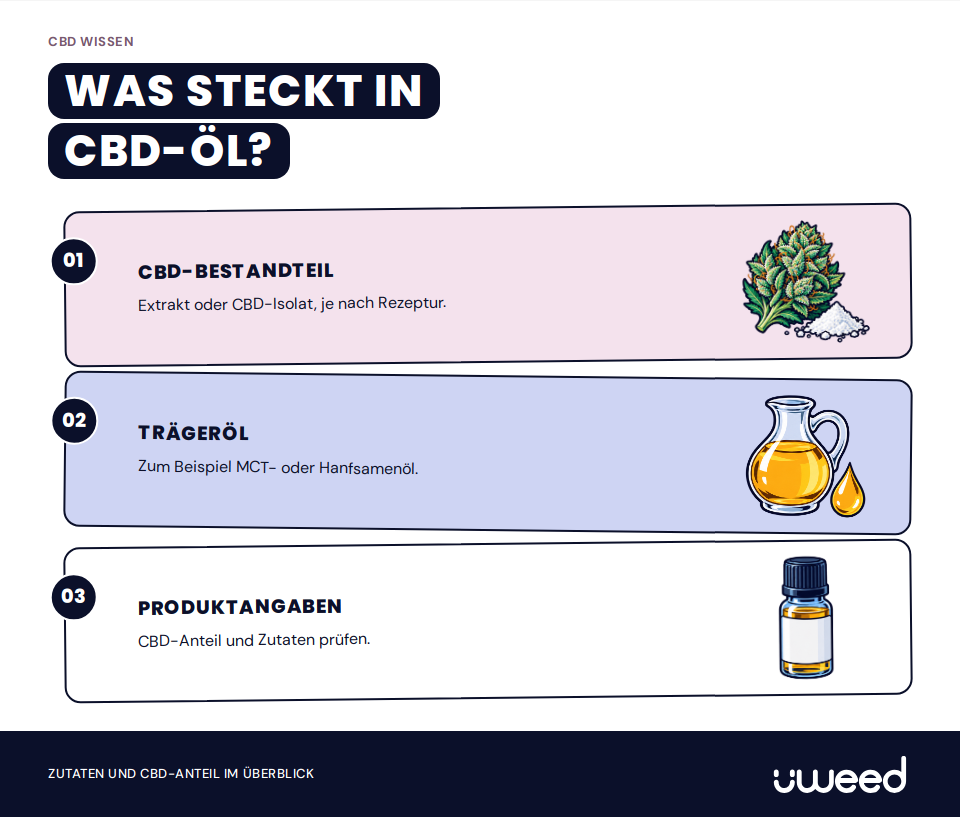 CBD WISSEN
WAS STECKT IN
CBD-ÖL?
01
CBD-BESTANDTEIL
Extrakt oder CBD-Isolat, je nach Rezeptur.
02
TRÄGERÖL
Zum Beispiel MCT- oder Hanfsamenöl.
03
PRODUKTANGABEN
CBD-Anteil und Zutaten prüfen.
ZUTATEN UND CBD-ANTEIL IM ÜBERBLICK
üweed